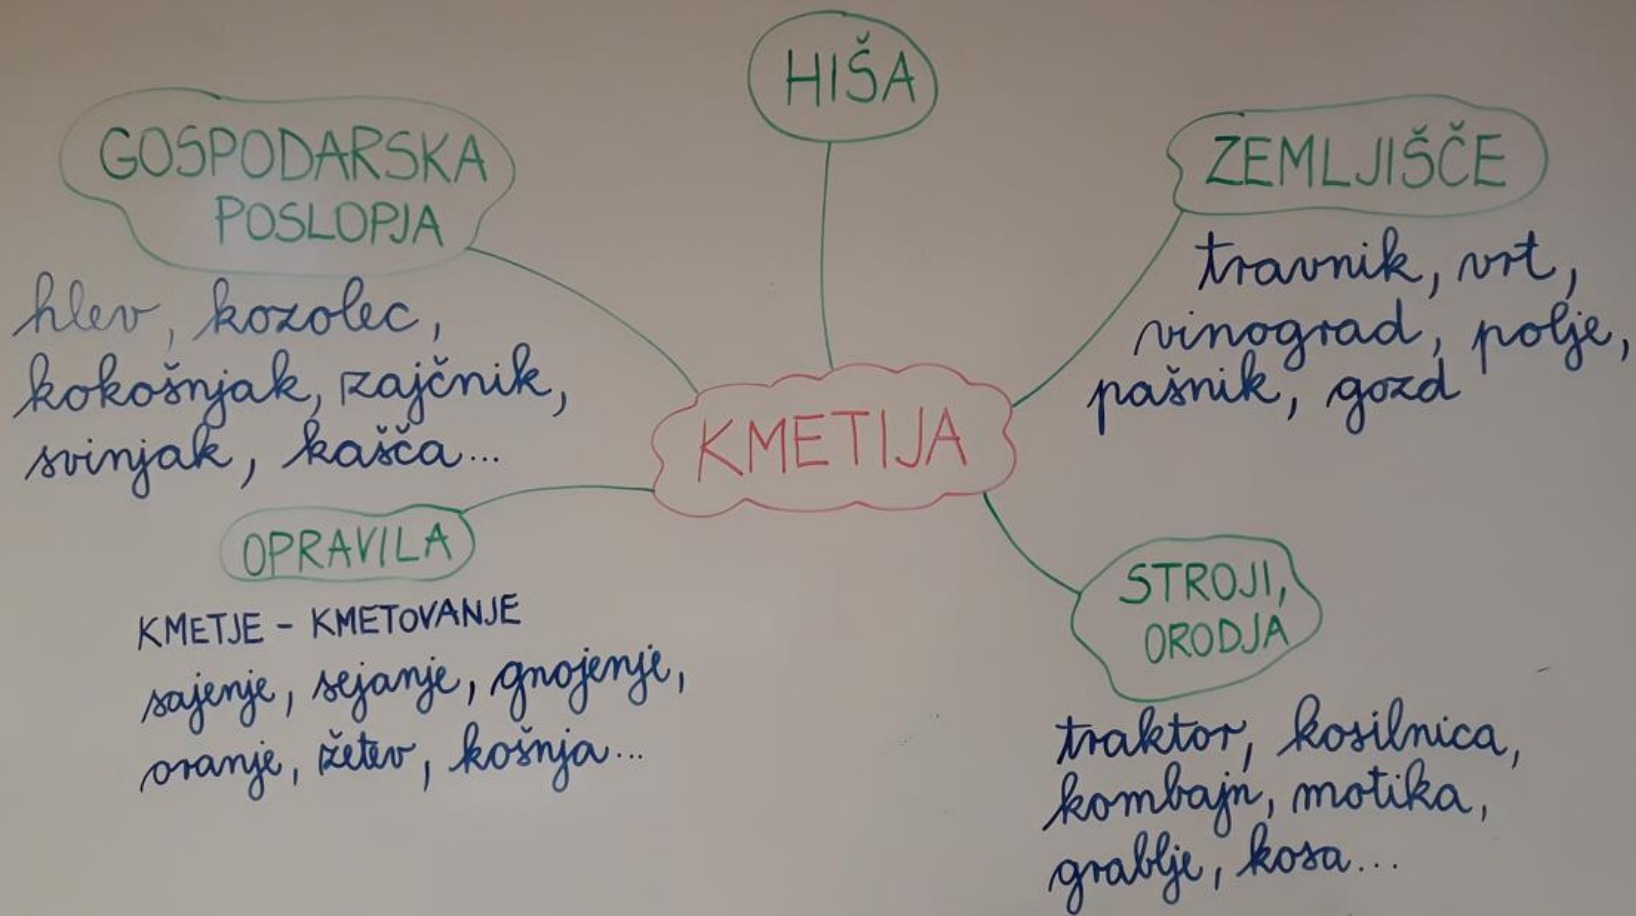 HIŠA
GOSPODARSKA
POSLOPJA
hlev, kozolec,
kokošnjak, zajčnik,
svinjak, kašča...
ZEMLJIŠČE
travnik, vrt,
vinograd, polje,
pašnik, gozd
KMETIJA
OPRAVILA
KMETJE - KMETOVANJE
sajenje, sejanje, gnojenje,
oranje, žetev, košnja...
STROJI,
ORODJA
traktor, kosilnica,
kombajn, motika,
grablje, kosa...